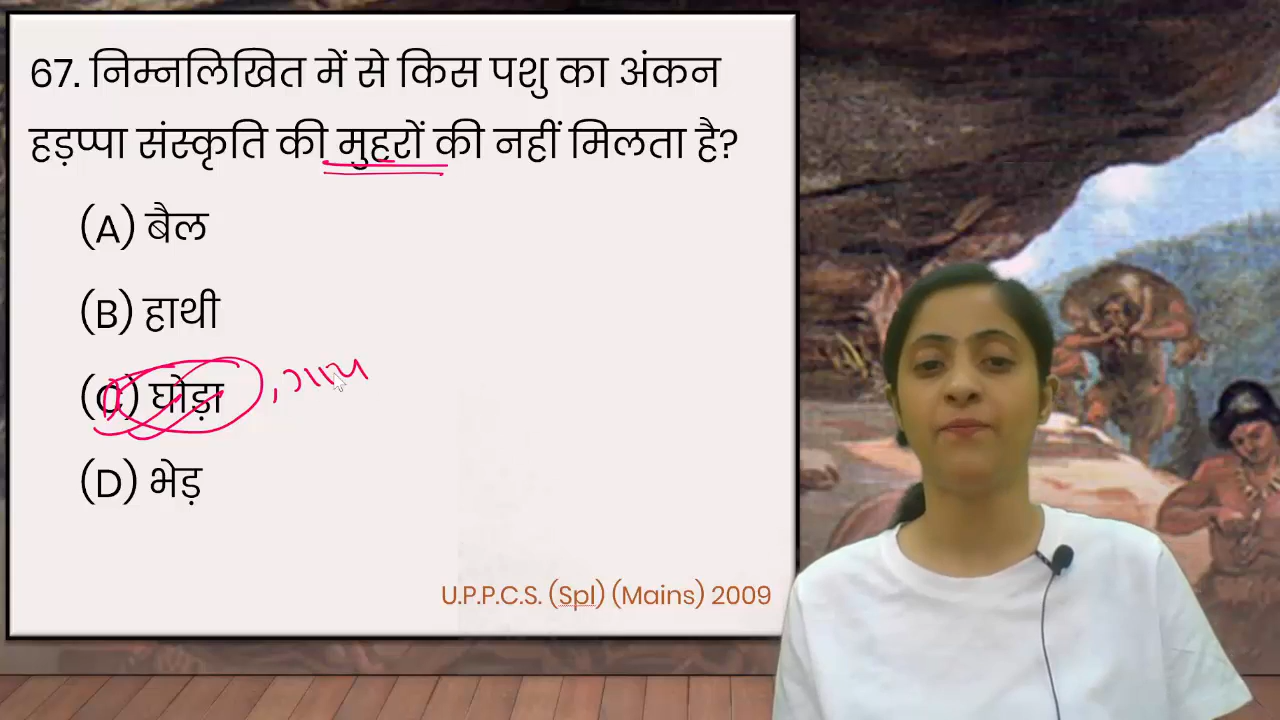 67. निम्नलिखित में से किस पशु का अंकन
हड़प्पा संस्कृति की मुहरों की नहीं मिलता है?
(A) बैल
(B) हाथी
(C) घोड़ा , गाय
(D) भेड़
U.P.P.C.S. (Spl) (Mains) 2009